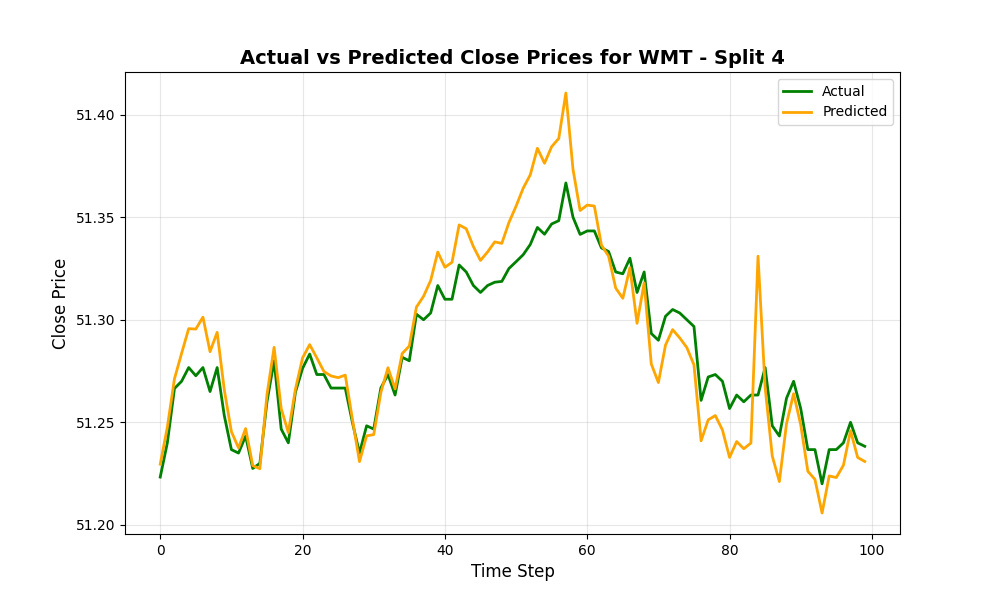 Actual vs Predicted Close Prices for WMT - Split 4
Actual
Predicted
Close Price
51.40
51.35
51.30
51.25
51.20
0 20 40 60 80 100
Time Step